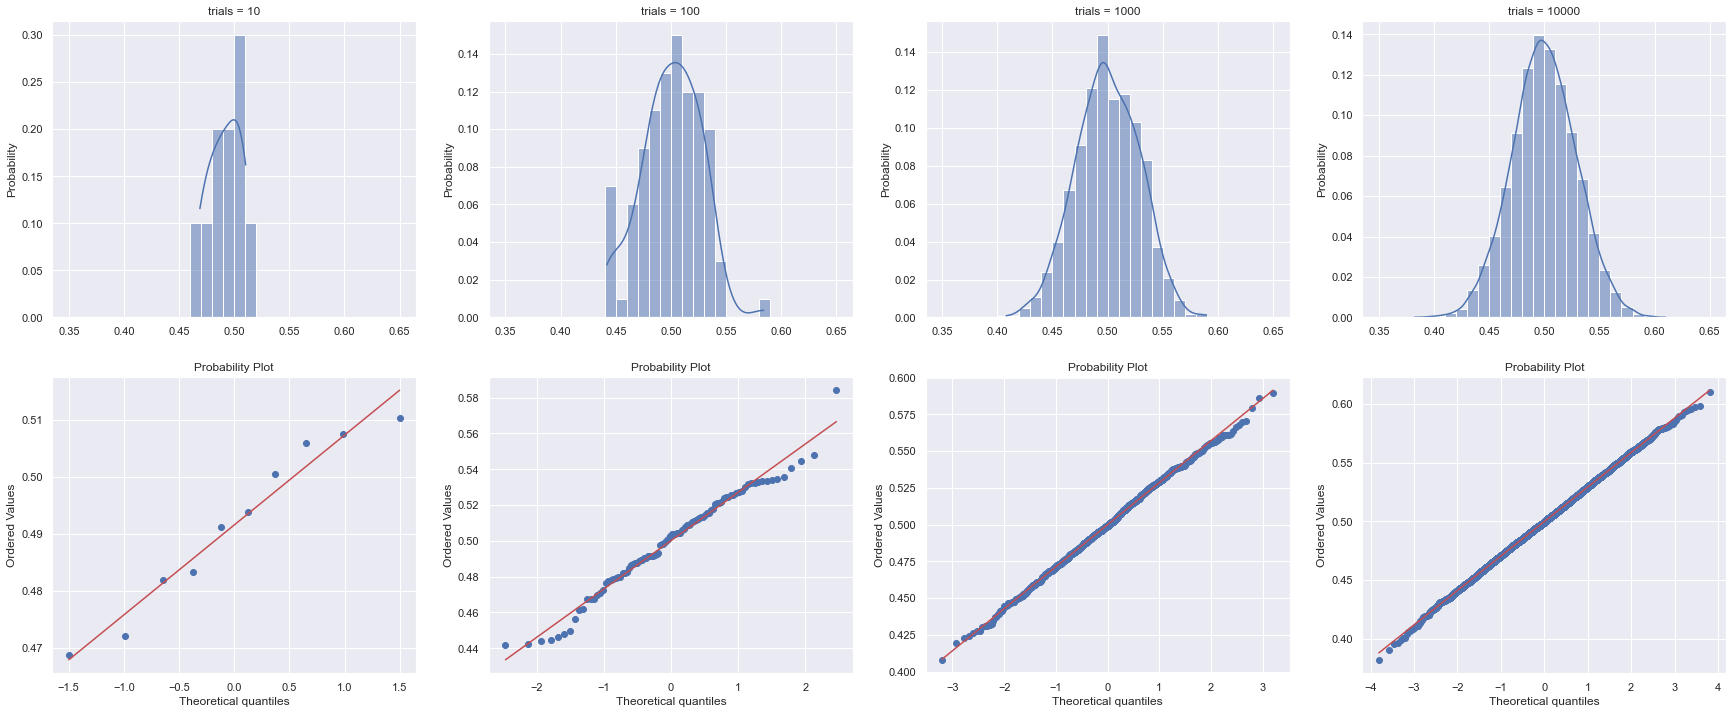 trials = 10
trials = 100
trials = 1000
trials = 10000
Probability
0.30
0.25
0.20
0.15
0.10
0.05
0.00
0.35 0.40 0.45 0.50 0.55 0.60 0.65
Probability
0.14
0.12
0.10
0.08
0.06
0.04
0.02
0.00
0.35 0.40 0.45 0.50 0.55 0.60 0.65
Probability
0.14
0.12
0.10
0.08
0.06
0.04
0.02
0.00
0.35 0.40 0.45 0.50 0.55 0.60 0.65
Probability
0.14
0.12
0.10
0.08
0.06
0.04
0.02
0.00
0.35 0.40 0.45 0.50 0.55 0.60 0.65
Probability Plot
Ordered Values
0.51
0.50
0.49
0.48
0.47
−1.5 −1.0 −0.5 0.0 0.5 1.0 1.5
Theoretical quantiles
Probability Plot
Ordered Values
0.58
0.56
0.54
0.52
0.50
0.48
0.46
0.44
−2 −1 0 1 2
Theoretical quantiles
Probability Plot
Ordered Values
0.600
0.575
0.550
0.525
0.500
0.475
0.450
0.425
0.400
−3 −2 −1 0 1 2 3
Theoretical quantiles
Probability Plot
Ordered Values
0.60
0.55
0.50
0.45
0.40
−4 −3 −2 −1 0 1 2 3 4
Theoretical quantiles